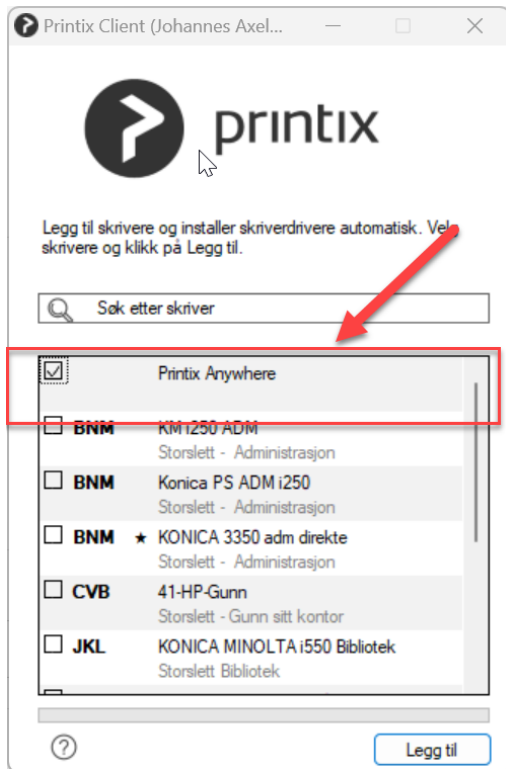 Printix Client (Johannes Axel...
printix
Legg til skrivere og installer skriverdrivere automatisk. Velg
skrivere og klikk på Legg til.
Søk etter skriver
Printix Anywhere
BNM KM i250 ADM
Storslett - Administrasjon
BNM Konica PS ADM i250
Storslett - Administrasjon
BNM ★ KONICA 3350 adm direkte
Storslett - Administrasjon
CVB 41-HP-Gunn
Storslett - Gunn sitt kontor
JKL KONICA MINOLTA i550 Bibliotek
Storslett Bibliotek
?
Legg til